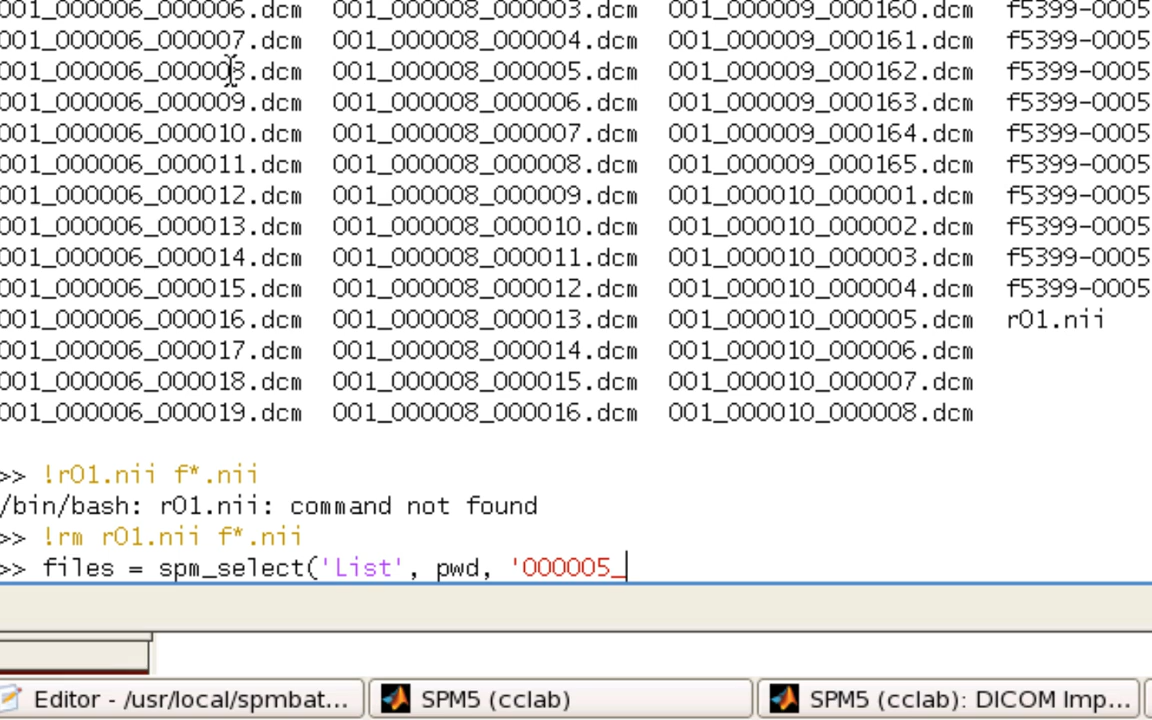 001_000006_000006.dcm 001_000008_000003.dcm 001_000009_000160.dcm f5399-0005
001_000006_000007.dcm 001_000008_000004.dcm 001_000009_000161.dcm f5399-0005
001_000006_000008.dcm 001_000008_000005.dcm 001_000009_000162.dcm f5399-0005
001_000006_000009.dcm 001_000008_000006.dcm 001_000009_000163.dcm f5399-0005
001_000006_000010.dcm 001_000008_000007.dcm 001_000009_000164.dcm f5399-0005
001_000006_000011.dcm 001_000008_000008.dcm 001_000009_000165.dcm f5399-0005
001_000006_000012.dcm 001_000008_000009.dcm 001_000010_000001.dcm f5399-0005
001_000006_000013.dcm 001_000008_000010.dcm 001_000010_000002.dcm f5399-0005
001_000006_000014.dcm 001_000008_000011.dcm 001_000010_000003.dcm f5399-0005
001_000006_000015.dcm 001_000008_000012.dcm 001_000010_000004.dcm f5399-0005
001_000006_000016.dcm 001_000008_000013.dcm 001_000010_000005.dcm r01.nii
001_000006_000017.dcm 001_000008_000014.dcm 001_000010_000006.dcm
001_000006_000018.dcm 001_000008_000015.dcm 001_000010_000007.dcm
001_000006_000019.dcm 001_000008_000016.dcm 001_000010_000008.dcm
>> !r01.nii f*.nii
/bin/bash: r01.nii: command not found
>> !rm r01.nii f*.nii
>> files = spm_select('List', pwd, '000005_
Editor - /usr/local/spmbat... SPM5 (cclab) SPM5 (cclab): DICOM Imp...